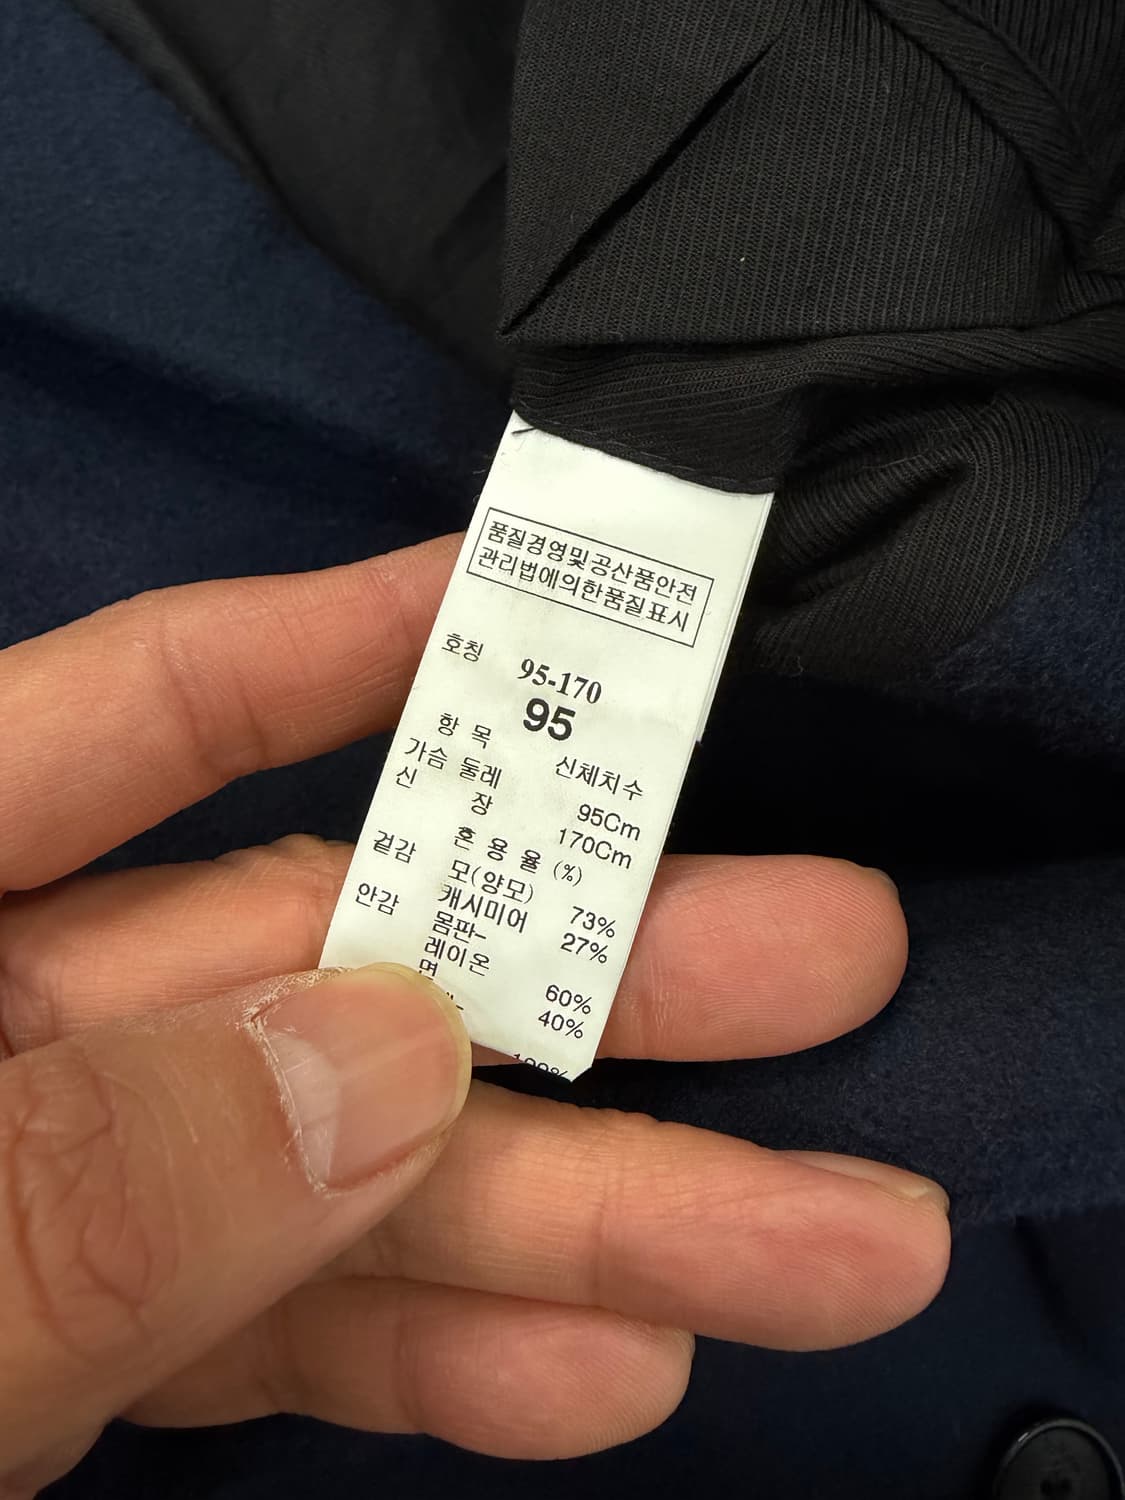 품질경영및공산품안전
관리법에의한품질표시
호칭 95-170
95
항 목 신체치수
가슴 둘레 95Cm
신 장 170Cm
혼 용 율 (%)
겉감 모(양모) 73%
캐시미어 27%
안감 몸판-
레이온 60%
면 40%
100%